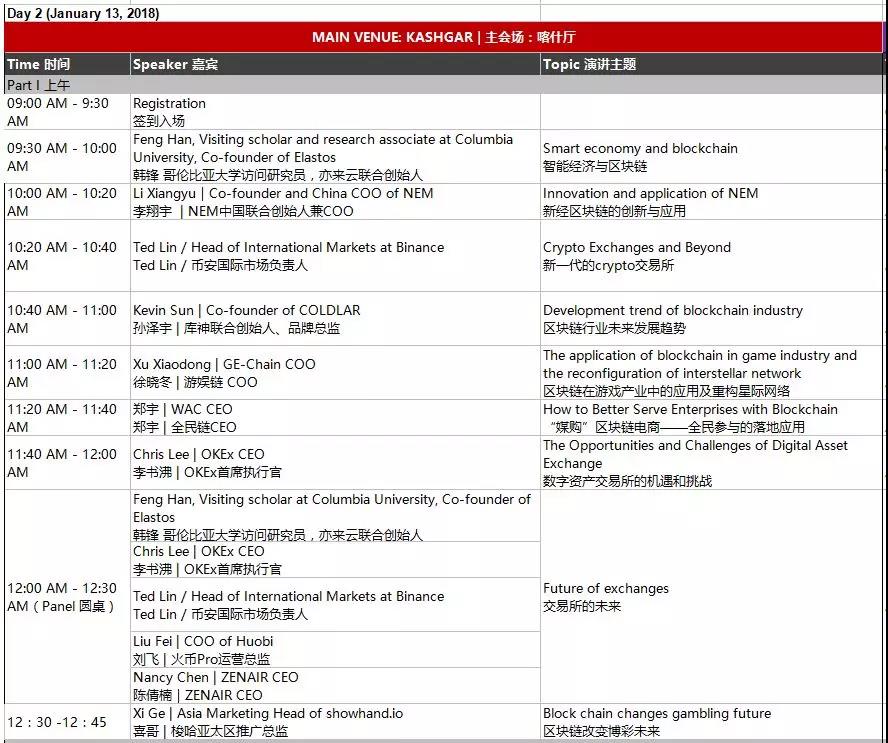 Day 2 (January 13, 2018)
MAIN VENUE: KASHGAR | 主会场：喀什厅
Time 时间
Speaker 嘉宾
Topic 演讲主题
Part I 上午
09:00 AM - 9:30
AM
Registration
签到入场
09:30 AM - 10:00
AM
Feng Han, Visiting scholar and research associate at Columbia
University, Co-founder of Elastos
韩锋 哥伦比亚大学访问研究员，亦来云联合创始人
Smart economy and blockchain
智能经济与区块链
10:00 AM - 10:20
AM
Li Xiangyu | Co-founder and China COO of NEM
李翔宇 | NEM中国联合创始人兼COO
Innovation and application of NEM
新经区块链的创新与应用
10:20 AM - 10:40
AM
Ted Lin / Head of International Markets at Binance
Ted Lin / 币安国际市场负责人
Crypto Exchanges and Beyond
新一代的crypto交易所
10:40 AM - 11:00
AM
Kevin Sun | Co-founder of COLDLAR
孙泽宇 | 库神联合创始人、品牌总监
Development trend of blockchain industry
区块链行业未来发展趋势
11:00 AM - 11:20
AM
Xu Xiaodong | GE-Chain COO
徐晓冬 | 游娱链 COO
The application of blockchain in game industry and
the reconfiguration of interstellar network
区块链在游戏产业中的应用及重构星际网络
11:20 AM - 11:40
AM
郑宇 | WAC CEO
郑宇 | 全民链CEO
How to Better Serve Enterprises with Blockchain
“媒购”区块链电商——全民参与的落地应用
11:40 AM - 12:00
AM
Chris Lee | OKEx CEO
李书沸 | OKEx首席执行官
The Opportunities and Challenges of Digital Asset
Exchange
数字资产交易所的机遇和挑战
12:00 AM - 12:30
AM（Panel 圆桌）
Feng Han, Visiting scholar at Columbia University, Co-founder of
Elastos
韩锋 哥伦比亚大学访问研究员，亦来云联合创始人
Chris Lee | OKEx CEO
李书沸 | OKEx首席执行官
Ted Lin / Head of International Markets at Binance
Ted Lin / 币安国际市场负责人
Liu Fei | COO of Huobi
刘飞 | 火币Pro运营总监
Nancy Chen | ZENAIR CEO
陈倩楠 | ZENAIR CEO
Future of exchanges
交易所的未来
12：30 -12：45
Xi Ge | Asia Marketing Head of showhand.io
喜哥 | 梭哈亚太区推广总监
Block chain changes gambling future
区块链改变博彩未来